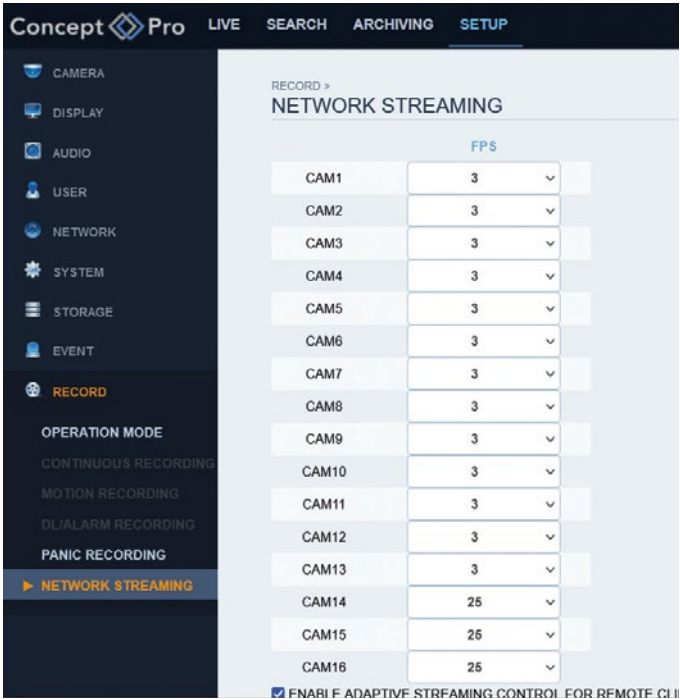 Concept Pro LIVE SEARCH ARCHIVING SETUP
CAMERA
DISPLAY
AUDIO
USER
NETWORK
SYSTEM
STORAGE
EVENT
RECORD
OPERATION MODE
CONTINUOUS RECORDING
MOTION RECORDING
DL/ALARM RECORDING
PANIC RECORDING
► NETWORK STREAMING
RECORD »
NETWORK STREAMING
FPS
CAM1 3
CAM2 3
CAM3 3
CAM4 3
CAM5 3
CAM6 3
CAM7 3
CAM8 3
CAM9 3
CAM10 3
CAM11 3
CAM12 3
CAM13 3
CAM14 25
CAM15 25
CAM16 25
ENABLE ADAPTIVE STREAMING CONTROL FOR REMOTE